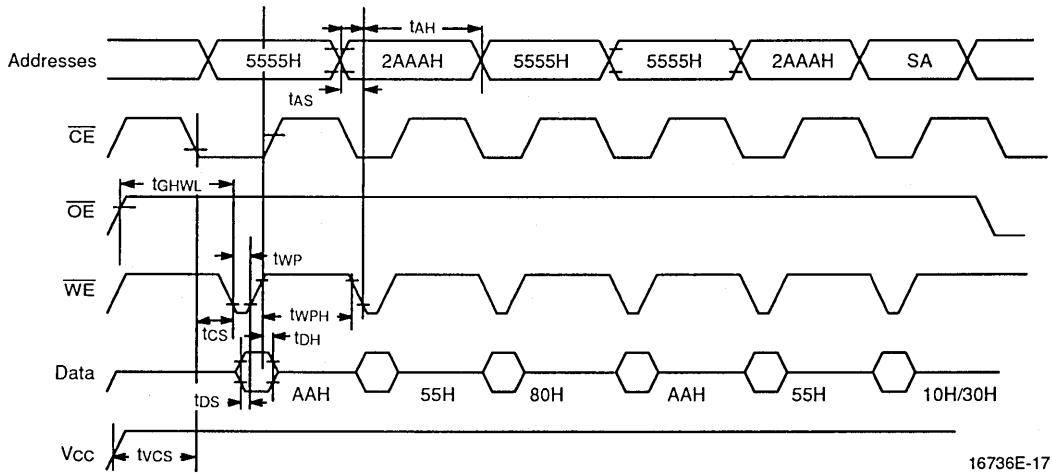 tAH
Addresses 5555H 2AAAH 5555H 5555H 2AAAH SA
tAS
CE
tGHWL
OE
tWP
WE
tCS tWPH
tDH
Data
tDS AAH 55H 80H AAH 55H 10H/30H
VCC tVCS
16736E-17